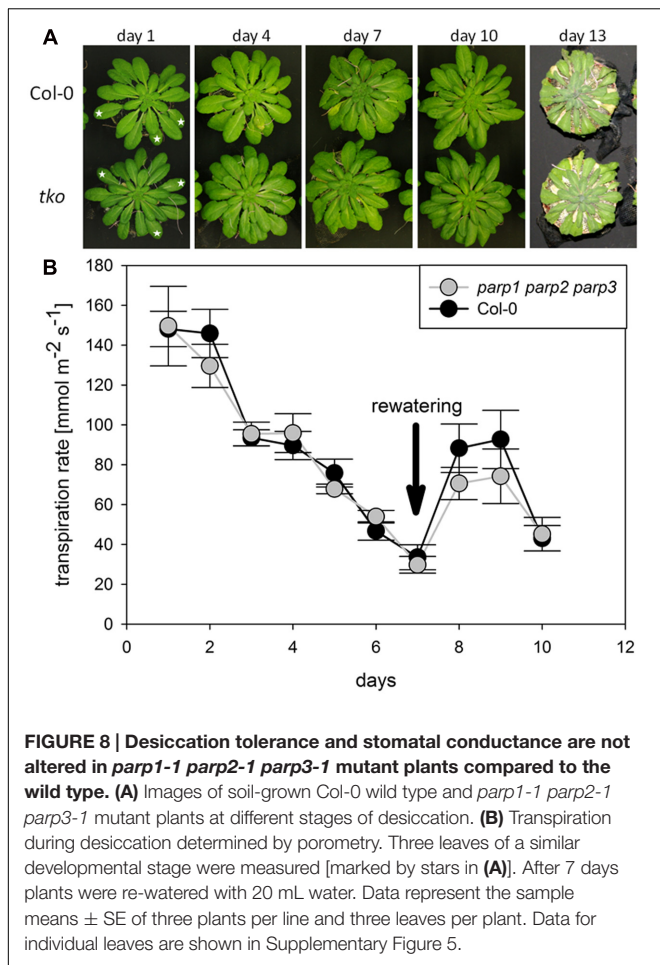 A
day 1 day 4 day 7 day 10 day 13
Col-0
tko
B
180
160
140
120
100
80
60
40
20
0
transpiration rate [mmol m⁻² s⁻¹]
parp1 parp2 parp3
Col-0
rewatering
0 2 4 6 8 10 12
days
FIGURE 8 | Desiccation tolerance and stomatal conductance are not
altered in parp1-1 parp2-1 parp3-1 mutant plants compared to the
wild type. (A) Images of soil-grown Col-0 wild type and parp1-1 parp2-1
parp3-1 mutant plants at different stages of desiccation. (B) Transpiration
during desiccation determined by porometry. Three leaves of a similar
developmental stage were measured [marked by stars in (A)]. After 7 days
plants were re-watered with 20 mL water. Data represent the sample
means ± SE of three plants per line and three leaves per plant. Data for
individual leaves are shown in Supplementary Figure 5.